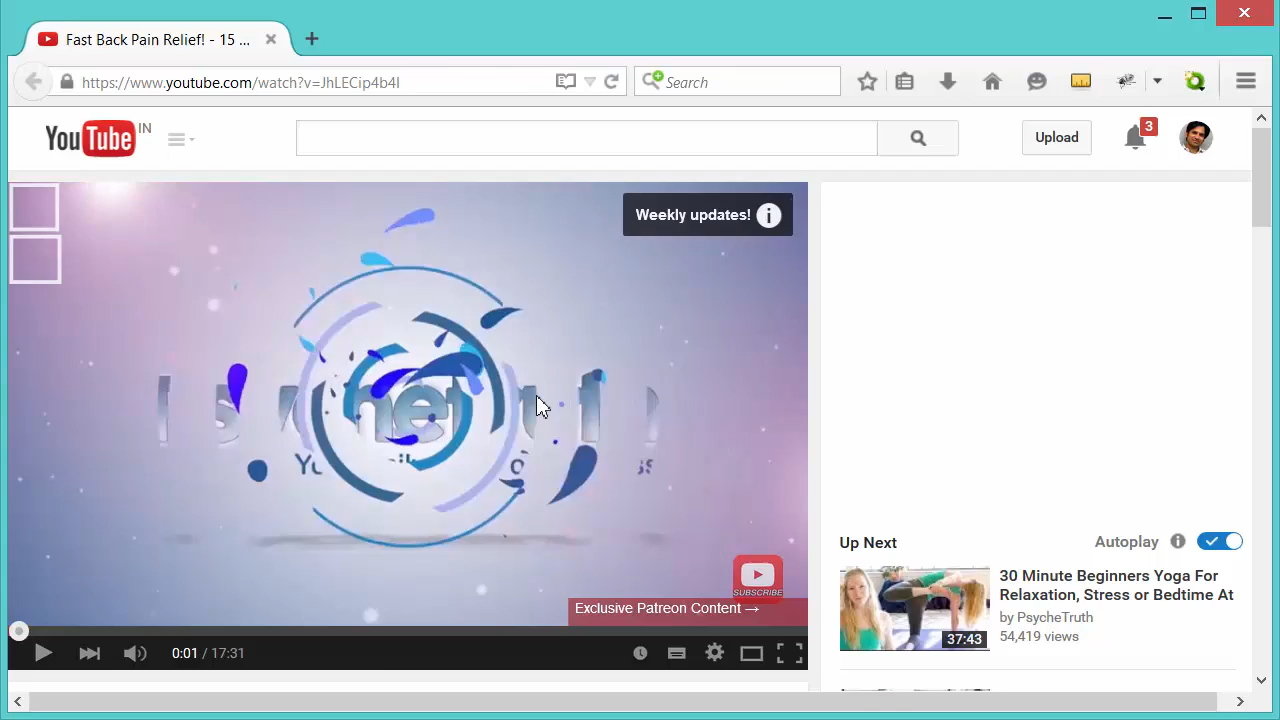 Fast Back Pain Relief! - 15 ...
https://www.youtube.com/watch?v=JhLECip4b4I
Search
YouTube IN
Upload
3
Weekly updates!
SUBSCRIBE
Exclusive Patreon Content →
0:01 / 17:31
Up Next
Autoplay
37:43
30 Minute Beginners Yoga For
Relaxation, Stress or Bedtime At
by PsycheTruth
54,419 views